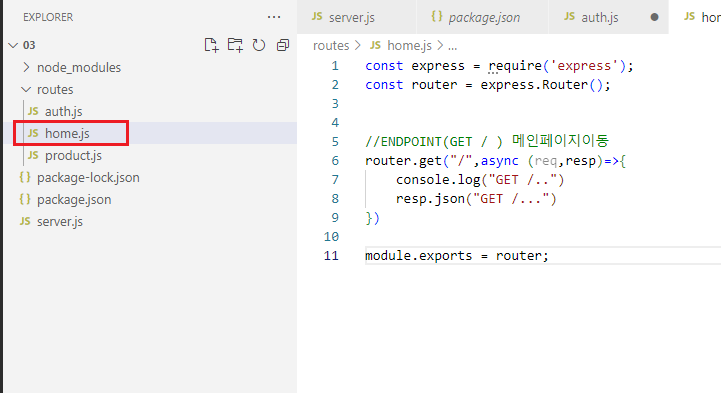 EXPLORER
03
node_modules
routes
JS auth.js
JS home.js
JS product.js
{} package-lock.json
{} package.json
JS server.js
JS server.js {} package.json JS auth.js JS
routes > JS home.js > ...
1 const express = require('express');
2 const router = express.Router();
3
4
5 //ENDPOINT(GET / ) 메인페이지이동
6 router.get("/",async (req,resp)=>{
7 console.log("GET /..")
8 resp.json("GET /...")
9 })
10
11 module.exports = router;